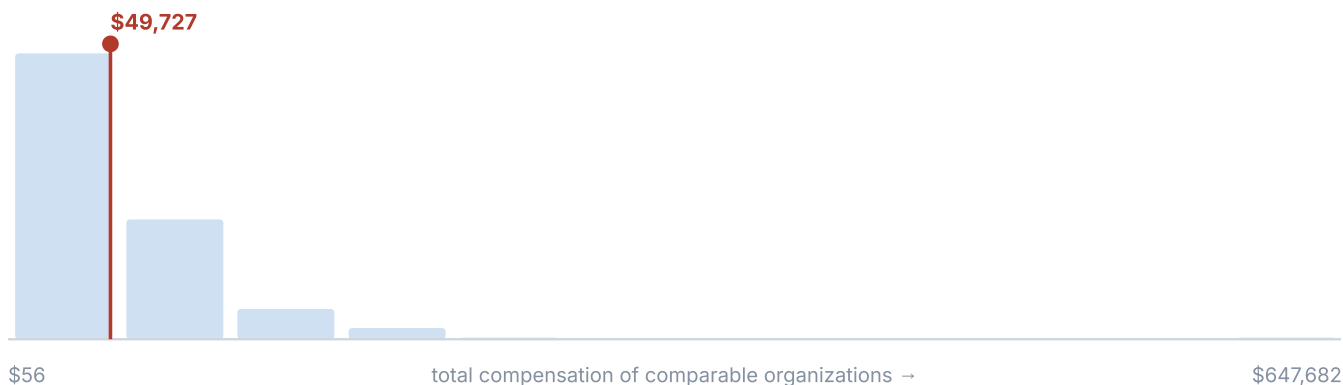 $49,727
$56 total compensation of comparable organizations → $647,682